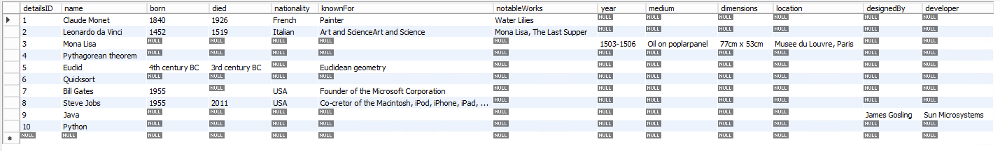 detailsID name born died nationality knownFor notableWorks year medium dimensions location designedBy developer
1 Claude Monet 1840 1926 French Painter Water Lilies NULL NULL NULL NULL NULL NULL
2 Leonardo da Vinci 1452 1519 Italian Art and ScienceArt and Science Mona Lisa, The Last Supper NULL NULL NULL NULL NULL NULL
3 Mona Lisa NULL NULL NULL NULL NULL 1503-1506 Oil on poplarpanel 77cm x 53cm Musee du Louvre, Paris NULL NULL
4 Pythagorean theorem NULL NULL NULL NULL NULL NULL NULL NULL NULL NULL NULL
5 Euclid 4th century BC 3rd century BC NULL Euclidean geometry NULL NULL NULL NULL NULL NULL NULL
6 Quicksort NULL NULL NULL NULL NULL NULL NULL NULL NULL NULL NULL
7 Bill Gates 1955 NULL USA Founder of the Microsoft Corporation NULL NULL NULL NULL NULL NULL NULL
8 Steve Jobs 1955 2011 USA Co-cretor of the Macintosh, iPod, iPhone, iPad, ... NULL NULL NULL NULL NULL NULL NULL
9 Java NULL NULL NULL NULL NULL NULL NULL NULL NULL James Gosling Sun Microsystems
10 Python NULL NULL NULL NULL NULL NULL NULL NULL NULL NULL NULL
NULL NULL NULL NULL NULL NULL NULL NULL NULL NULL NULL NULL NULL